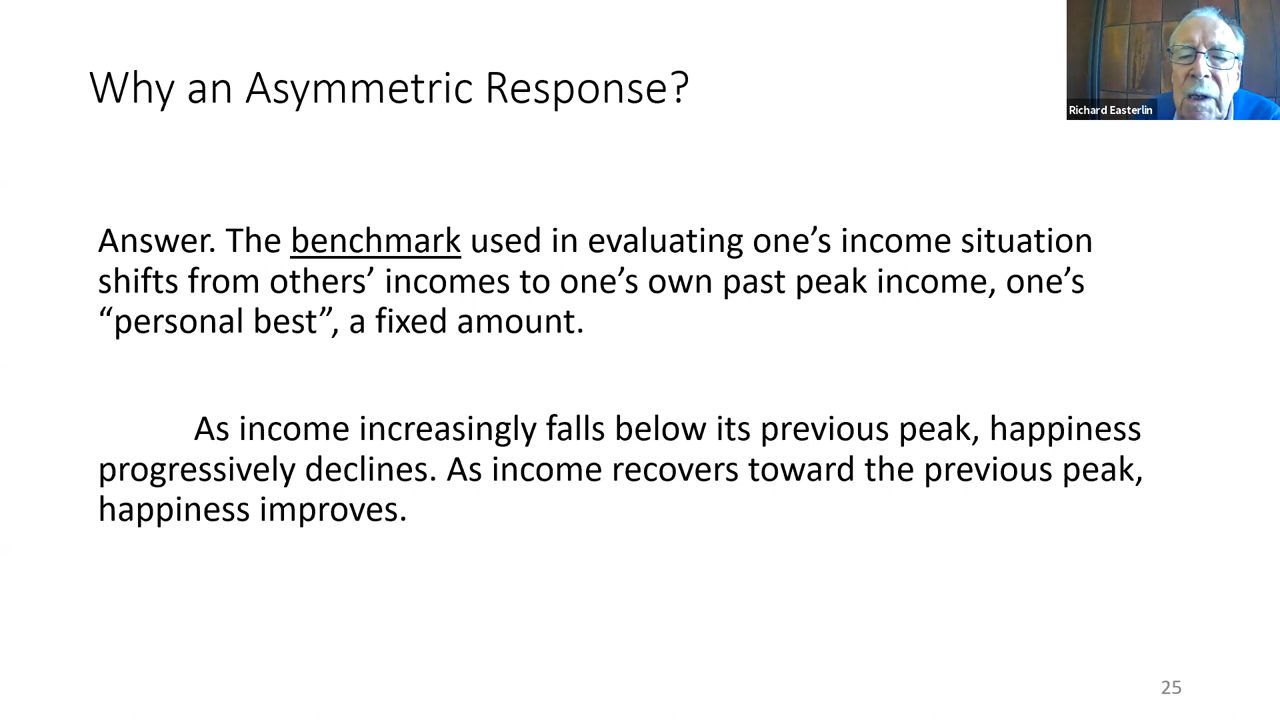 Why an Asymmetric Response?
Richard Easterlin
Answer. The benchmark used in evaluating one’s income situation
shifts from others’ incomes to one’s own past peak income, one’s
“personal best”, a fixed amount.
As income increasingly falls below its previous peak, happiness
progressively declines. As income recovers toward the previous peak,
happiness improves.
25